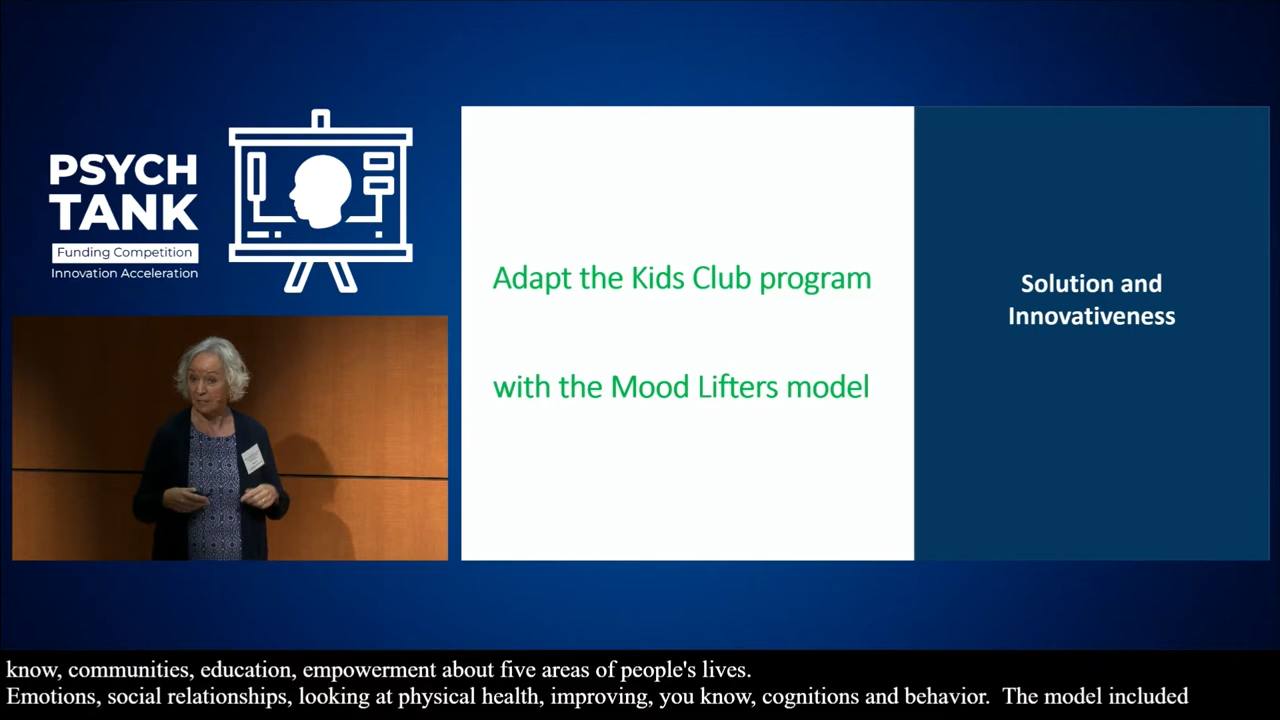 PSYCH
TANK
Funding Competition
Innovation Acceleration
Adapt the Kids Club program
with the Mood Lifters model
Solution and
Innovativeness
know, communities, education, empowerment about five areas of people's lives.
Emotions, social relationships, looking at physical health, improving, you know, cognitions and behavior.  The model included